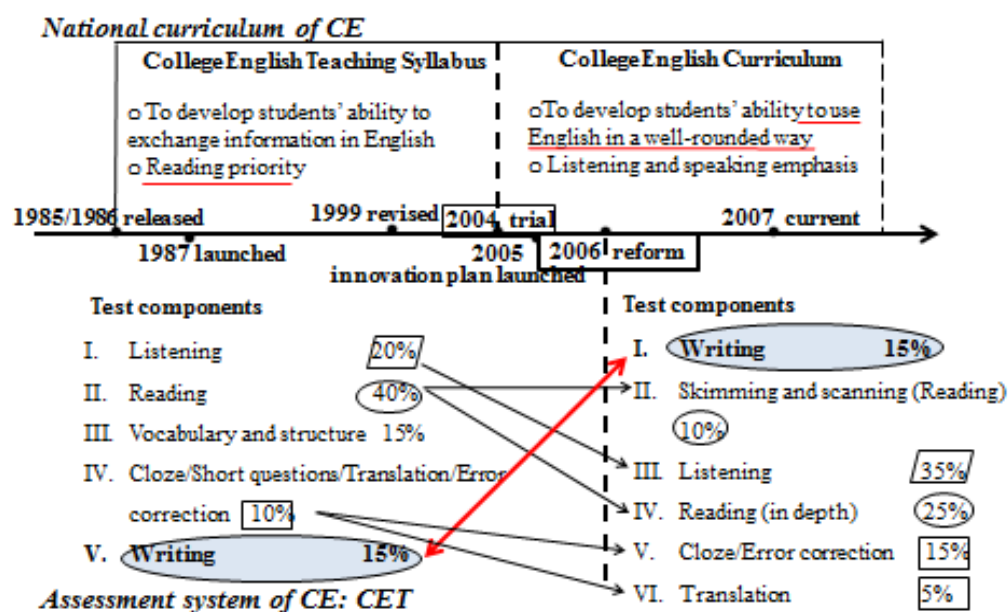 National curriculum of CE
College English Teaching Syllabus
o To develop students' ability to
exchange information in English
o Reading priority
College English Curriculum
oTo develop students' ability to use
English in a well-rounded way
o Listening and speaking emphasis
1985/1986 released
1999 revised
2004 trial
2007 current
1987 launched
2005
innovation plan launched
2006 reform
Test components
I. Listening 20%
II. Reading 40%
III. Vocabulary and structure 15%
IV. Cloze/Short questions/Translation/Error
correction 10%
V. Writing 15%
Test components
I. Writing 15%
II. Skimming and scanning (Reading)
10%
III. Listening 35%
IV. Reading (in depth) 25%
V. Cloze/Error correction 15%
VI. Translation 5%
Assessment system of CE: CET